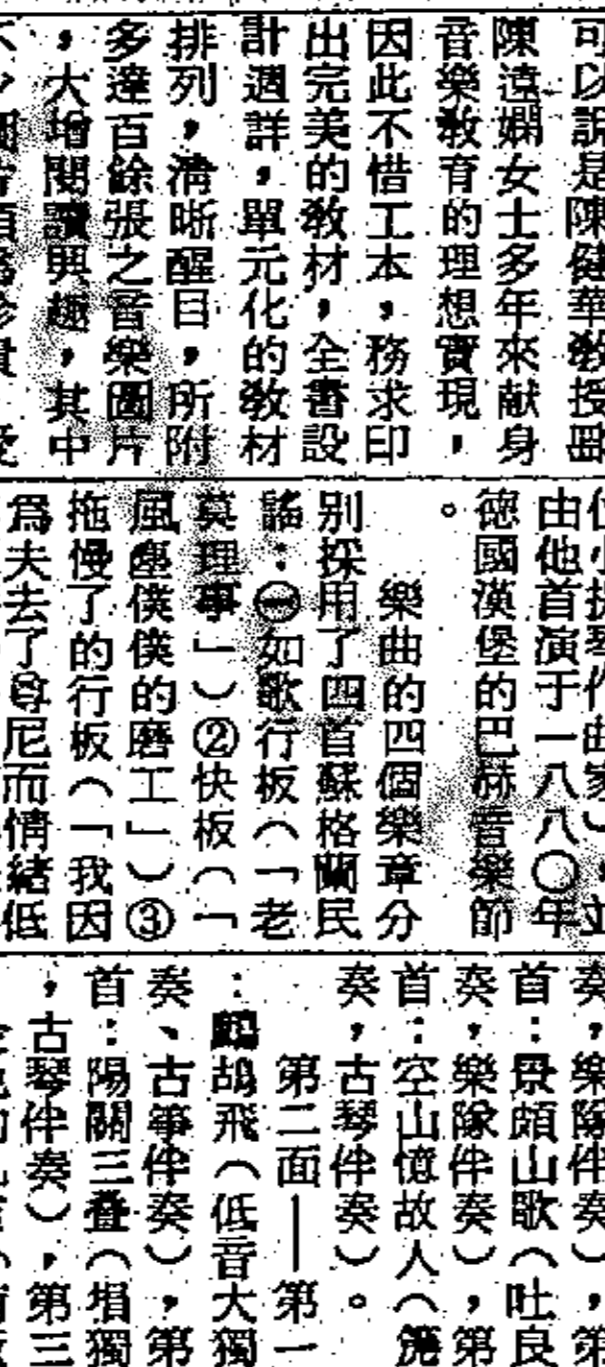 可以說是陳健華教授與
陳遠嫻女士多年來献身
音樂教育的理想實現，
因此不惜工本，務求印
出完美的教材，全書設
計週詳，單元化的教材
排列，清晰醒目，所附
多達百餘張之音樂圖片
，大增閱讀興趣，其中
由他首演于一八八〇年
德國漢堡的巴赫音樂節
。
樂曲的四個樂章分
别採用了四首蘇格蘭民
謠：㊀如歌行板（「老
莫理事」）②快板（「
風塵僕僕的磨工」）③
拖慢了的行板（「我因
爲夫去了尊尼而情緒低
奏，樂隊伴奏），第
首：景頗山歌（吐良
奏，樂隊伴奏），第
首：空山憶故人（簫
奏，古琴伴奏）。
第二面—第一
：鷓鴣飛（低音大獨
奏、古箏伴奏），第
首：陽關三叠（塤獨
，古琴伴奏），第三